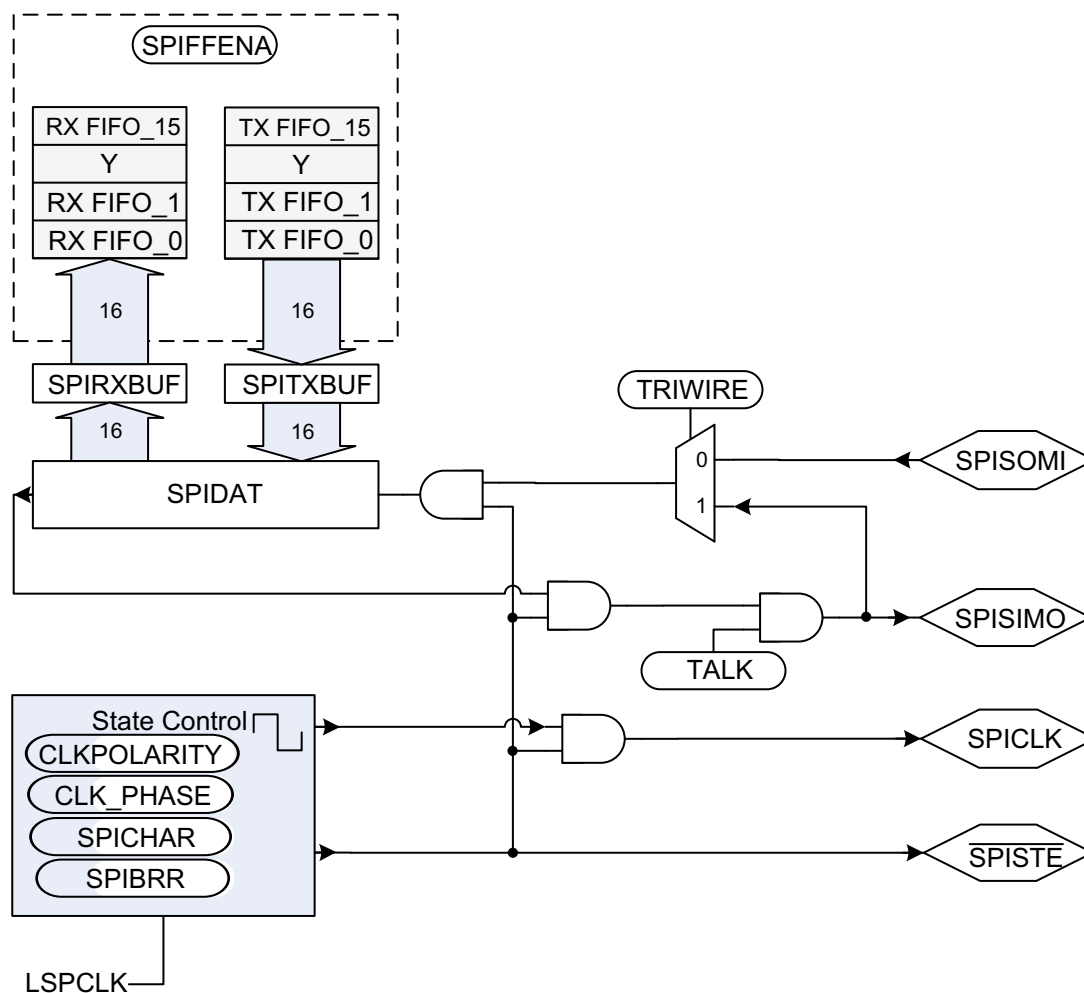 SPIFFENA
RX FIFO_15
TX FIFO_15
Y
Y
RX FIFO_1
TX FIFO_1
RX FIFO_0
TX FIFO_0
16
16
SPIRXBUF
SPITXBUF
TRIWIRE
16
16
0
SPISOMI
SPIDAT
1
SPISIMO
TALK
State Control
CLKPOLARITY
SPICLK
CLK_PHASE
SPICHAR
SPISTE
SPIBRR
LSPCLK